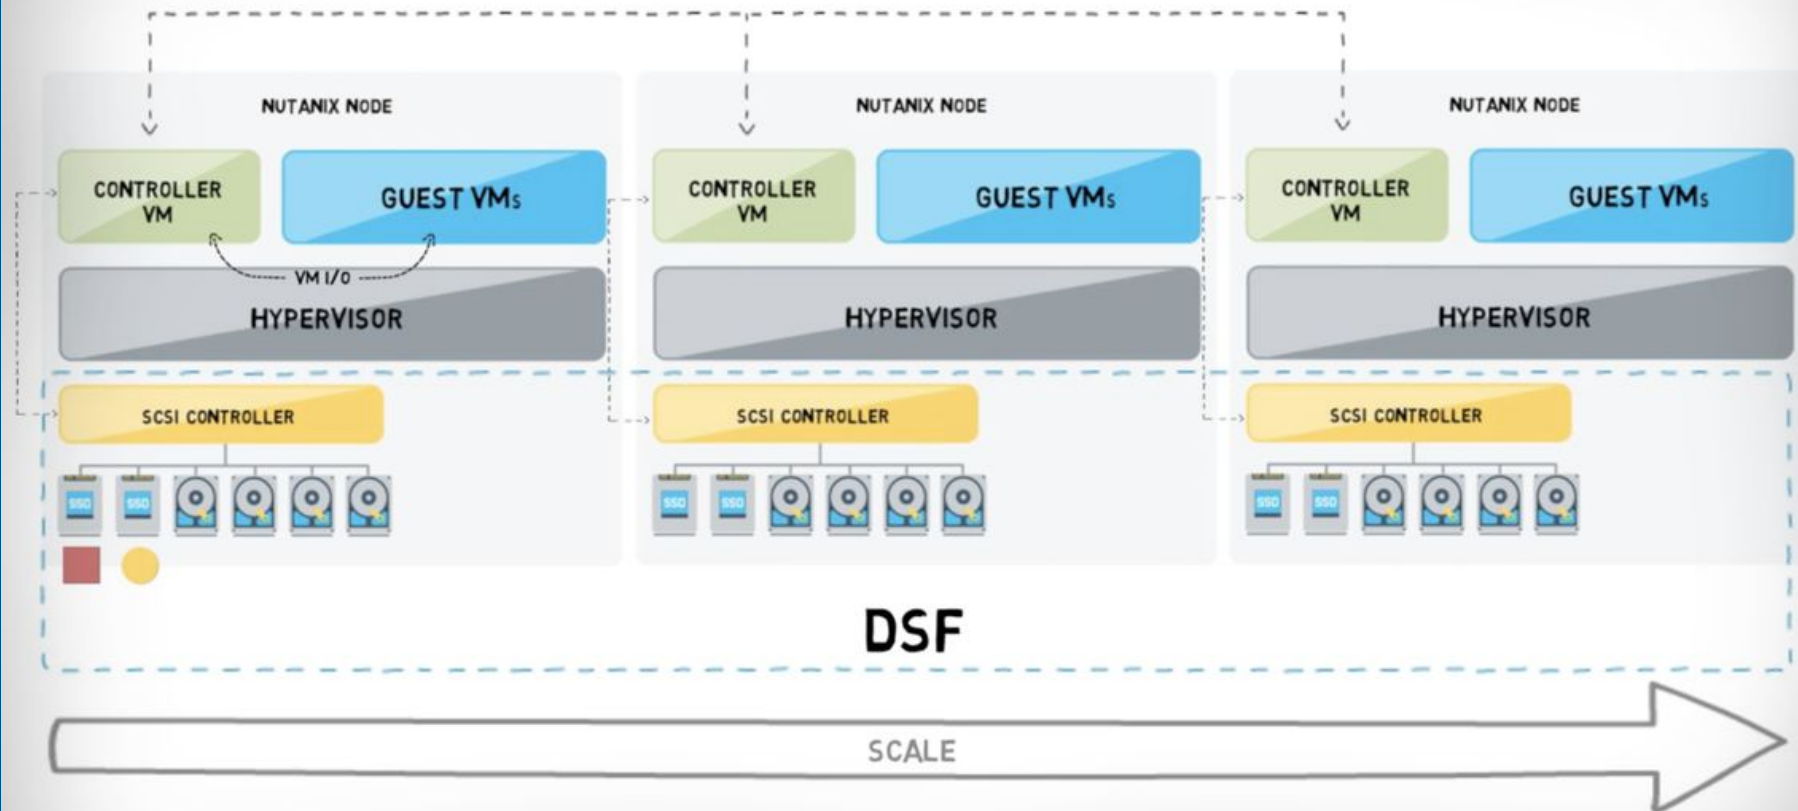 NUTANIX NODE
CONTROLLER
VM
GUEST VMs
VM I/O
HYPERVISOR
SCSI CONTROLLER
SSD
SSD
NUTANIX NODE
CONTROLLER
VM
GUEST VMs
HYPERVISOR
SCSI CONTROLLER
SSD
SSD
NUTANIX NODE
CONTROLLER
VM
GUEST VMs
HYPERVISOR
SCSI CONTROLLER
SSD
SSD
DSF
SCALE